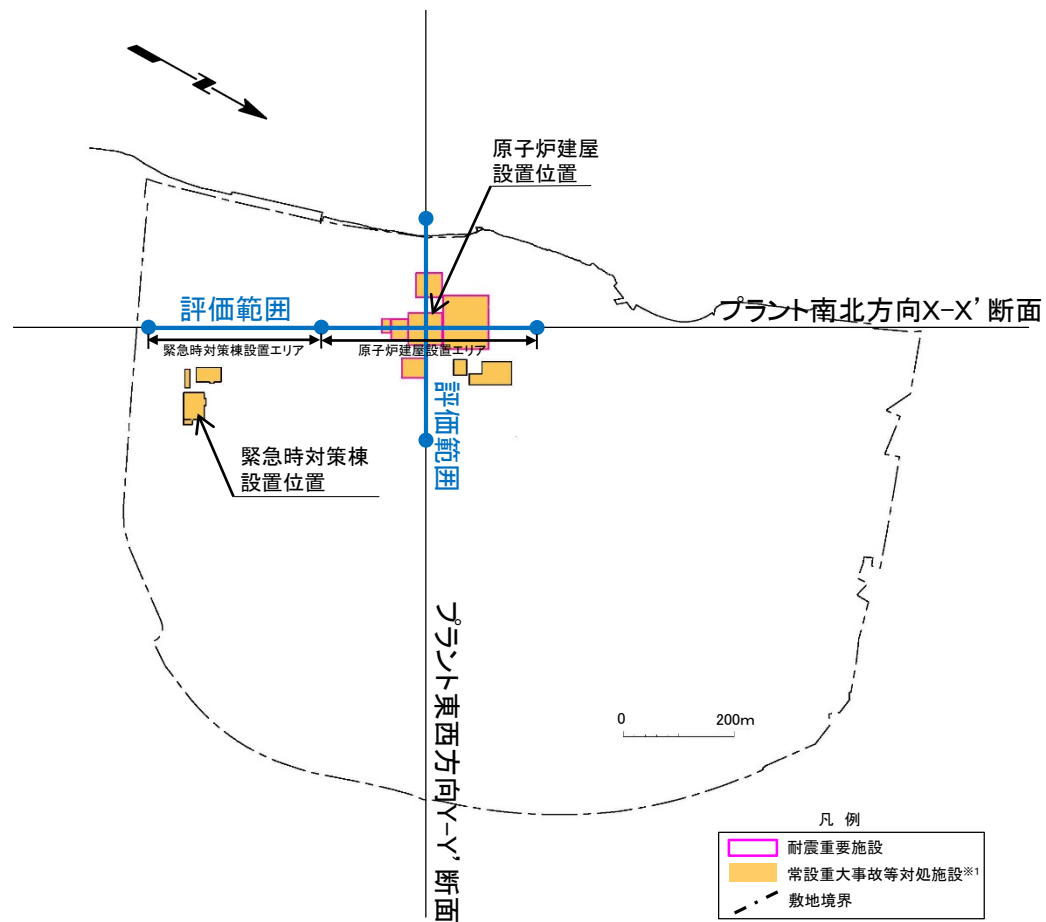 原子炉建屋
設置位置
評価範囲
プラント南北方向X-X’断面
緊急時対策棟設置エリア
原子炉建屋設置エリア
評価範囲
緊急時対策棟
設置位置
プラント東西方向Y-Y’断面
0 200m
凡 例
耐震重要施設
常設重大事故等対処施設※1
敷地境界